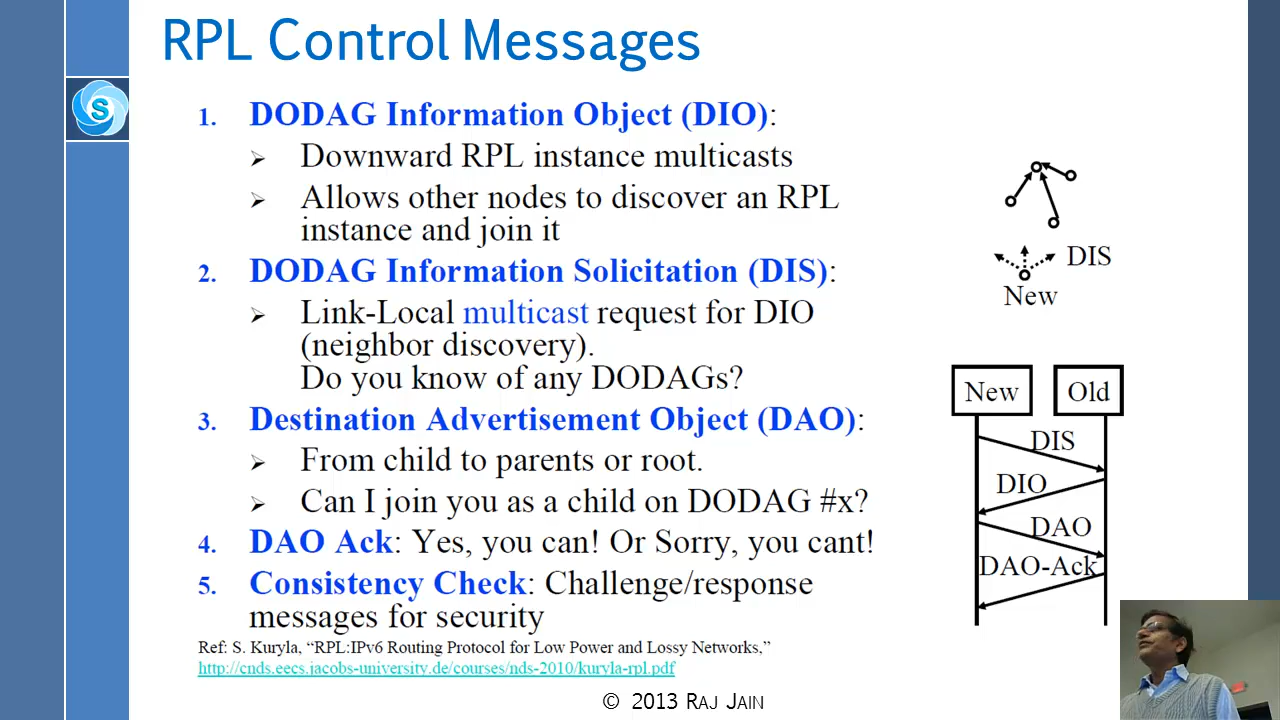 RPL Control Messages
S
1. DODAG Information Object (DIO):
➢ Downward RPL instance multicasts
➢ Allows other nodes to discover an RPL
instance and join it
2. DODAG Information Solicitation (DIS):
➢ Link-Local multicast request for DIO
(neighbor discovery).
Do you know of any DODAGs?
3. Destination Advertisement Object (DAO):
➢ From child to parents or root.
➢ Can I join you as a child on DODAG #x?
4. DAO Ack: Yes, you can! Or Sorry, you cant!
5. Consistency Check: Challenge/response
messages for security
Ref: S. Kuryla, “RPL:IPv6 Routing Protocol for Low Power and Lossy Networks,”
http://cnds.eecs.jacobs-university.de/courses/nds-2010/kuryla-rpl.pdf
DIS
New
New Old
DIS
DIO
DAO
DAO-Ack
© 2013 RAJ JAIN